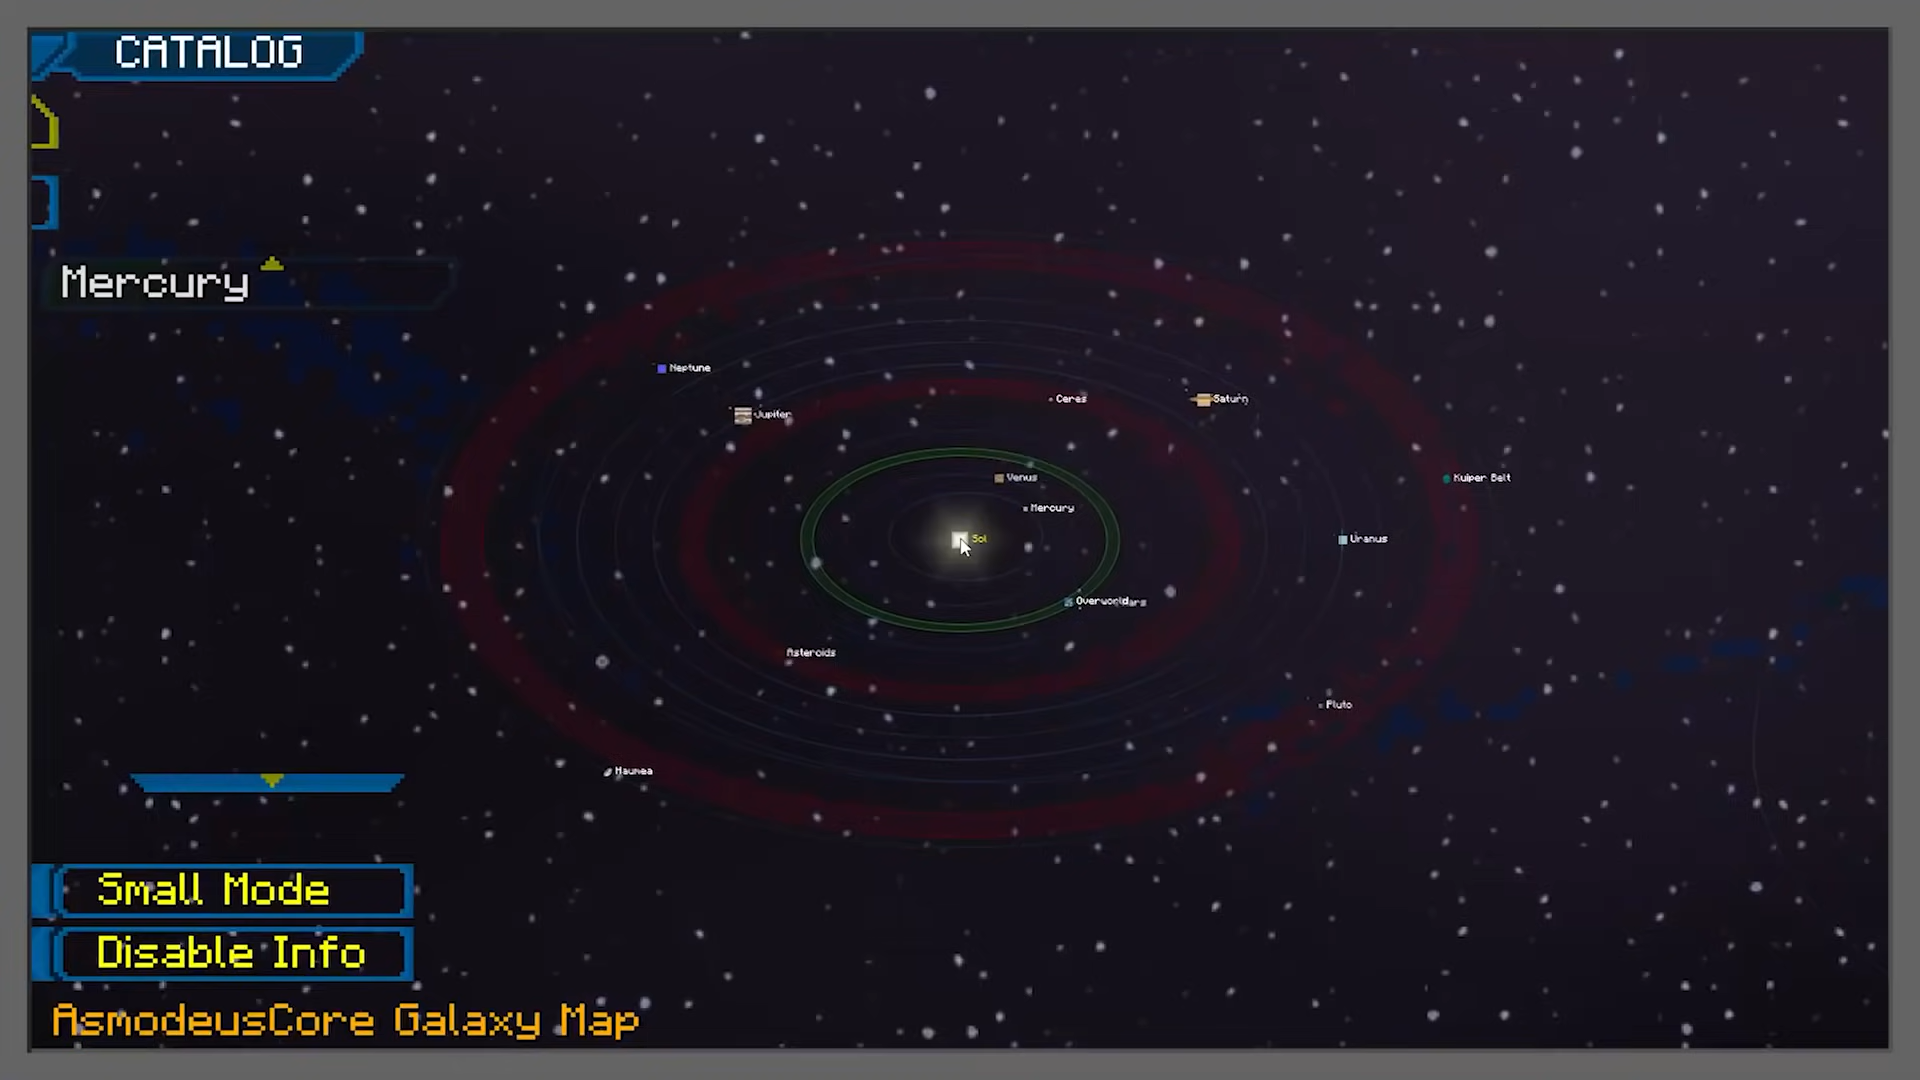 CATALOG
Mercury
Neptune
Jupiter
Ceres
Saturn
Venus
Kuiper Belt
Mercury
Sol
Uranus
Overworld
Asteroids
Pluto
Haumea
Small Mode
Disable Info
AsmodeusCore Galaxy Map